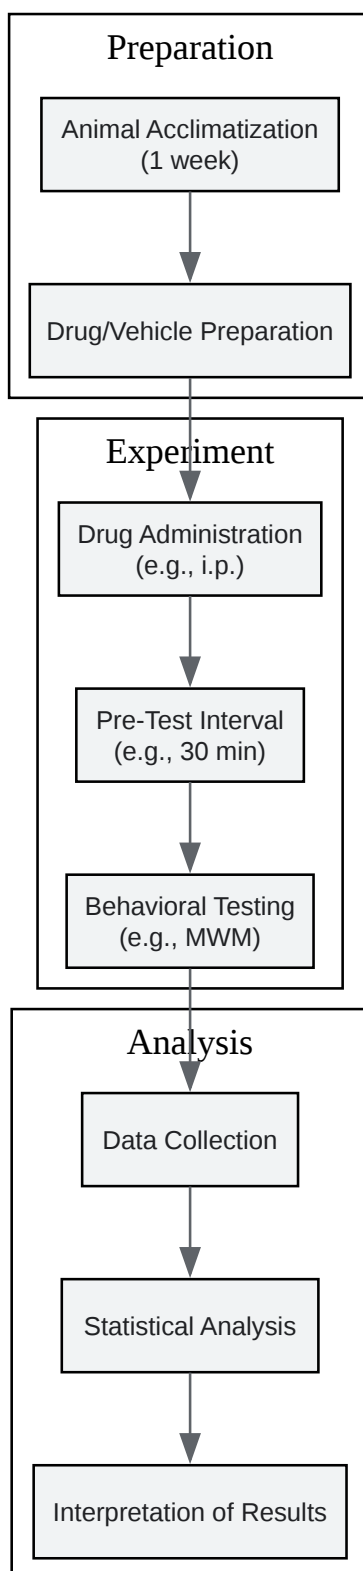 Preparation
Animal Acclimatization
(1 week)
Drug/Vehicle Preparation
Experiment
Drug Administration
(e.g., i.p.)
Pre-Test Interval
(e.g., 30 min)
Behavioral Testing
(e.g., MWM)
Analysis
Data Collection
Statistical Analysis
Interpretation of Results